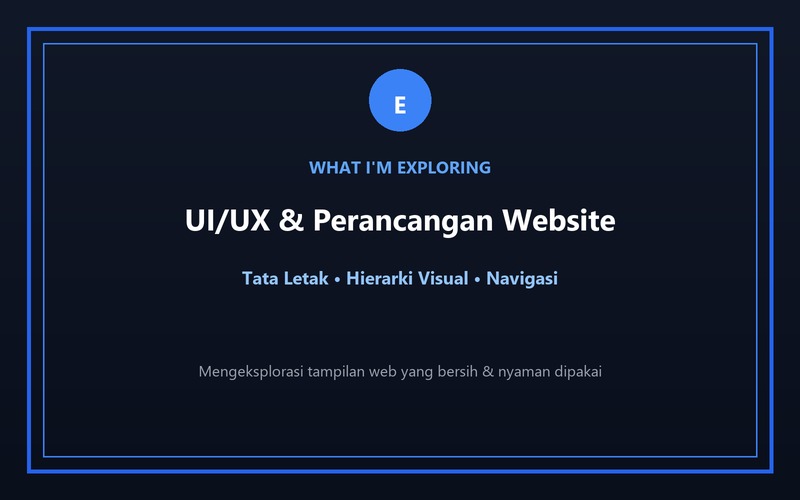 E
WHAT I'M EXPLORING
UI/UX & Perancangan Website
Tata Letak • Hierarki Visual • Navigasi
Mengeksplorasi tampilan web yang bersih & nyaman dipakai